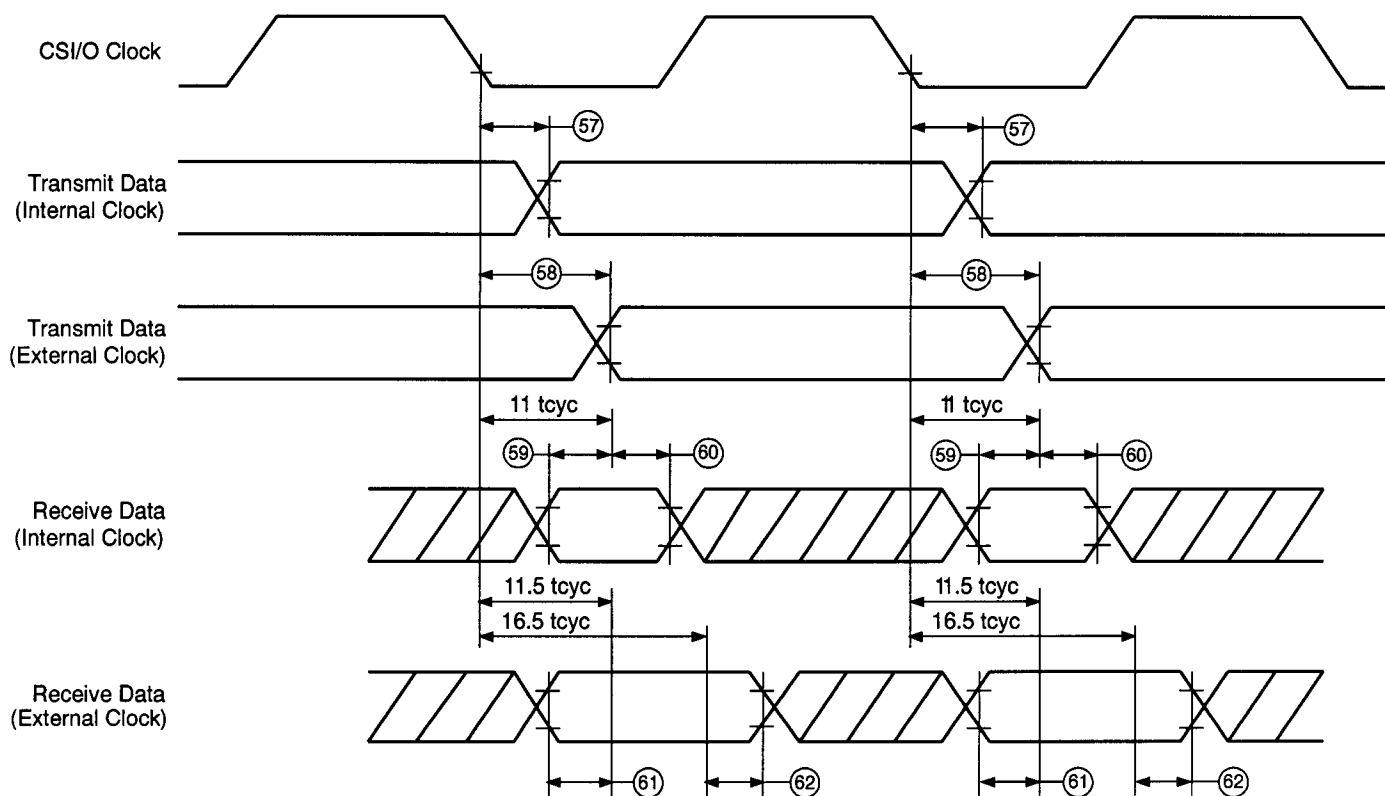 CSI/O Clock
57 57
Transmit Data
(Internal Clock)
58 58
Transmit Data
(External Clock)
11 tcyc 11 tcyc
59 60 59 60
Receive Data
(Internal Clock)
11.5 tcyc 11.5 tcyc
16.5 tcyc 16.5 tcyc
Receive Data
(External Clock)
61 62 61 62